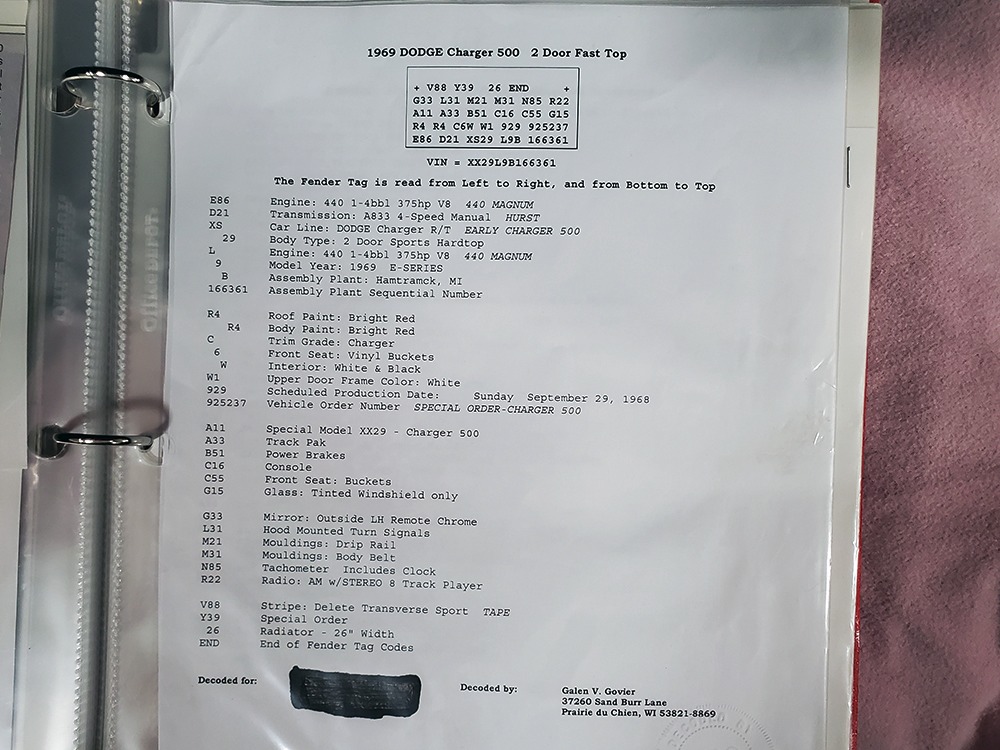 1969 DODGE Charger 500 2 Door Fast Top
+ V88 Y39 26 END +
G33 L31 M21 M31 N85 R22
A11 A33 B51 C16 C55 G15
R4 R4 C6W W1 929 925237
E86 D21 XS29 L9B 166361
VIN = XX29L9B166361
The Fender Tag is read from Left to Right, and from Bottom to Top
E86 Engine: 440 1-4bbl 375hp V8 440 MAGNUM
D21 Transmission: A833 4-Speed Manual HURST
XS Car Line: DODGE Charger R/T EARLY CHARGER 500
29 Body Type: 2 Door Sports Hardtop
L Engine: 440 1-4bbl 375hp V8 440 MAGNUM
9 Model Year: 1969 E-SERIES
B Assembly Plant: Hamtramck, MI
166361 Assembly Plant Sequential Number
R4 Roof Paint: Bright Red
R4 Body Paint: Bright Red
C Trim Grade: Charger
6 Front Seat: Vinyl Buckets
W Interior: White & Black
W1 Upper Door Frame Color: White
929 Scheduled Production Date: Sunday September 29, 1968
925237 Vehicle Order Number SPECIAL ORDER-CHARGER 500
A11 Special Model XX29 - Charger 500
A33 Track Pak
B51 Power Brakes
C16 Console
C55 Front Seat: Buckets
G15 Glass: Tinted Windshield only
G33 Mirror: Outside LH Remote Chrome
L31 Hood Mounted Turn Signals
M21 Mouldings: Drip Rail
M31 Mouldings: Body Belt
N85 Tachometer Includes Clock
R22 Radio: AM w/STEREO 8 Track Player
V88 Stripe: Delete Transverse Sport TAPE
Y39 Special Order
26 Radiator - 26" Width
END End of Fender Tag Codes
Decoded for:
Decoded by: Galen V. Govier
37260 Sand Burr Lane
Prairie du Chien, WI 53821-8869